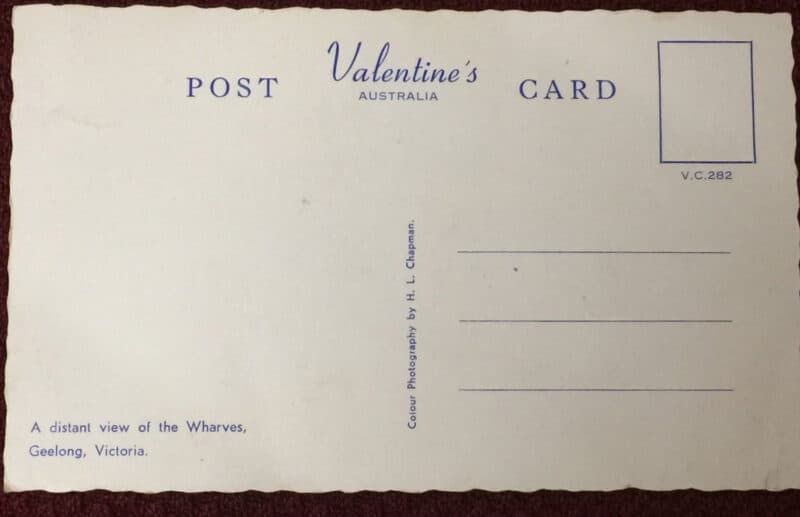 POST Valentine's CARD
AUSTRALIA
V.C.282
Colour Photography by H. L. Chapman.
A distant view of the Wharves,
Geelong, Victoria.